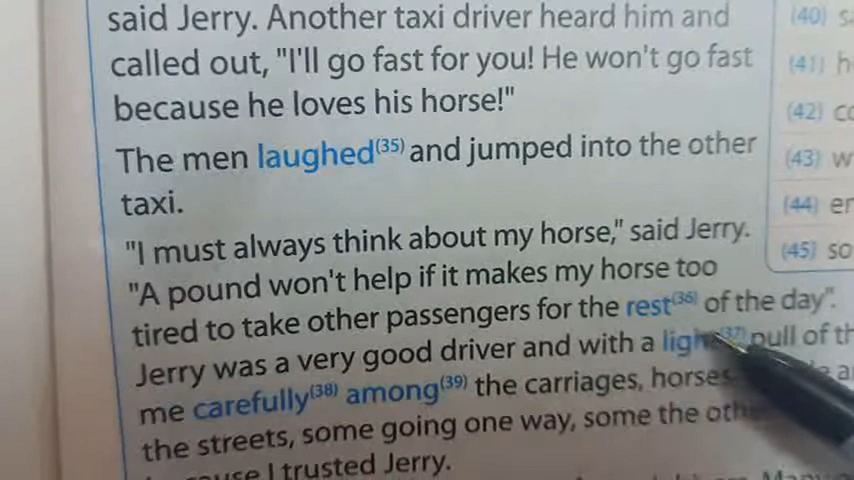 said Jerry. Another taxi driver heard him and
called out, "I'll go fast for you! He won't go fast
because he loves his horse!"
The men laughed(35) and jumped into the other
taxi.
"I must always think about my horse," said Jerry.
"A pound won't help if it makes my horse too
tired to take other passengers for the rest(36) of the day".
Jerry was a very good driver and with a light(37) pull of
me carefully(38) among(39) the carriages, horses
the streets, some going one way, some the
I trusted Jerry.
(40)
(41)
(42)
(43)
(44)
(45)